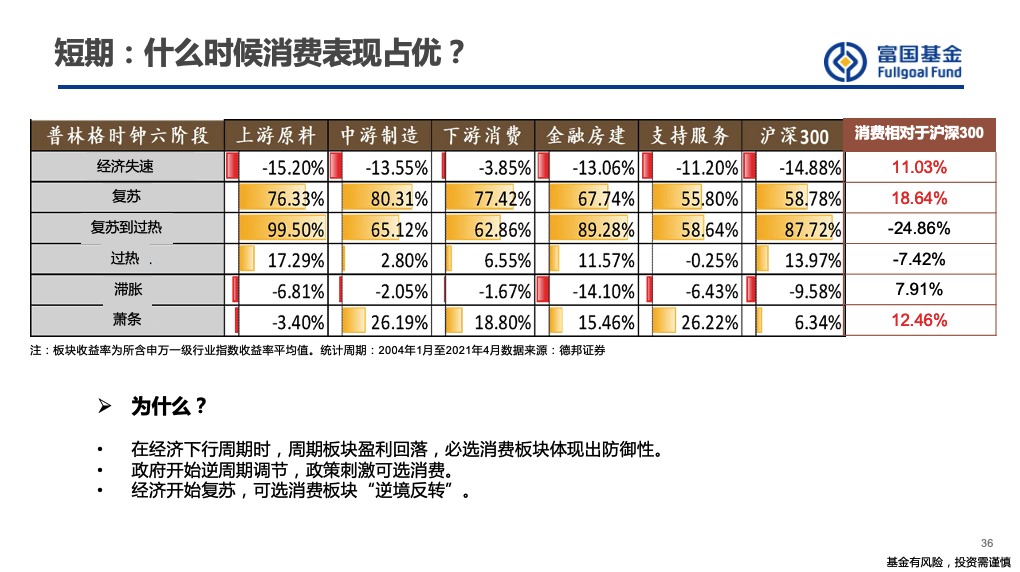 短期：什么时候消费表现占优？
富国基金
Fullgoal Fund
普林格时钟六阶段 上游原料 中游制造 下游消费 金融房建 支持服务 沪深300 消费相对于沪深300
经济失速 -15.20% -13.55% -3.85% -13.06% -11.20% -14.88% 11.03%
复苏 76.33% 80.31% 77.42% 67.74% 55.80% 58.78% 18.64%
复苏到过热 99.50% 65.12% 62.86% 89.28% 58.64% 87.72% -24.86%
过热 17.29% 2.80% 6.55% 11.57% -0.25% 13.97% -7.42%
滞胀 -6.81% -2.05% -1.67% -14.10% -6.43% -9.58% 7.91%
萧条 -3.40% 26.19% 18.80% 15.46% 26.22% 6.34% 12.46%
注：板块收益率为所含申万一级行业指数收益率平均值。统计周期：2004年1月至2021年4月数据来源：德邦证券
➢ 为什么？
• 在经济下行周期时，周期板块盈利回落，必选消费板块体现出防御性。
• 政府开始逆周期调节，政策刺激可选消费。
• 经济开始复苏，可选消费板块“逆境反转”。
36
基金有风险，投资需谨慎